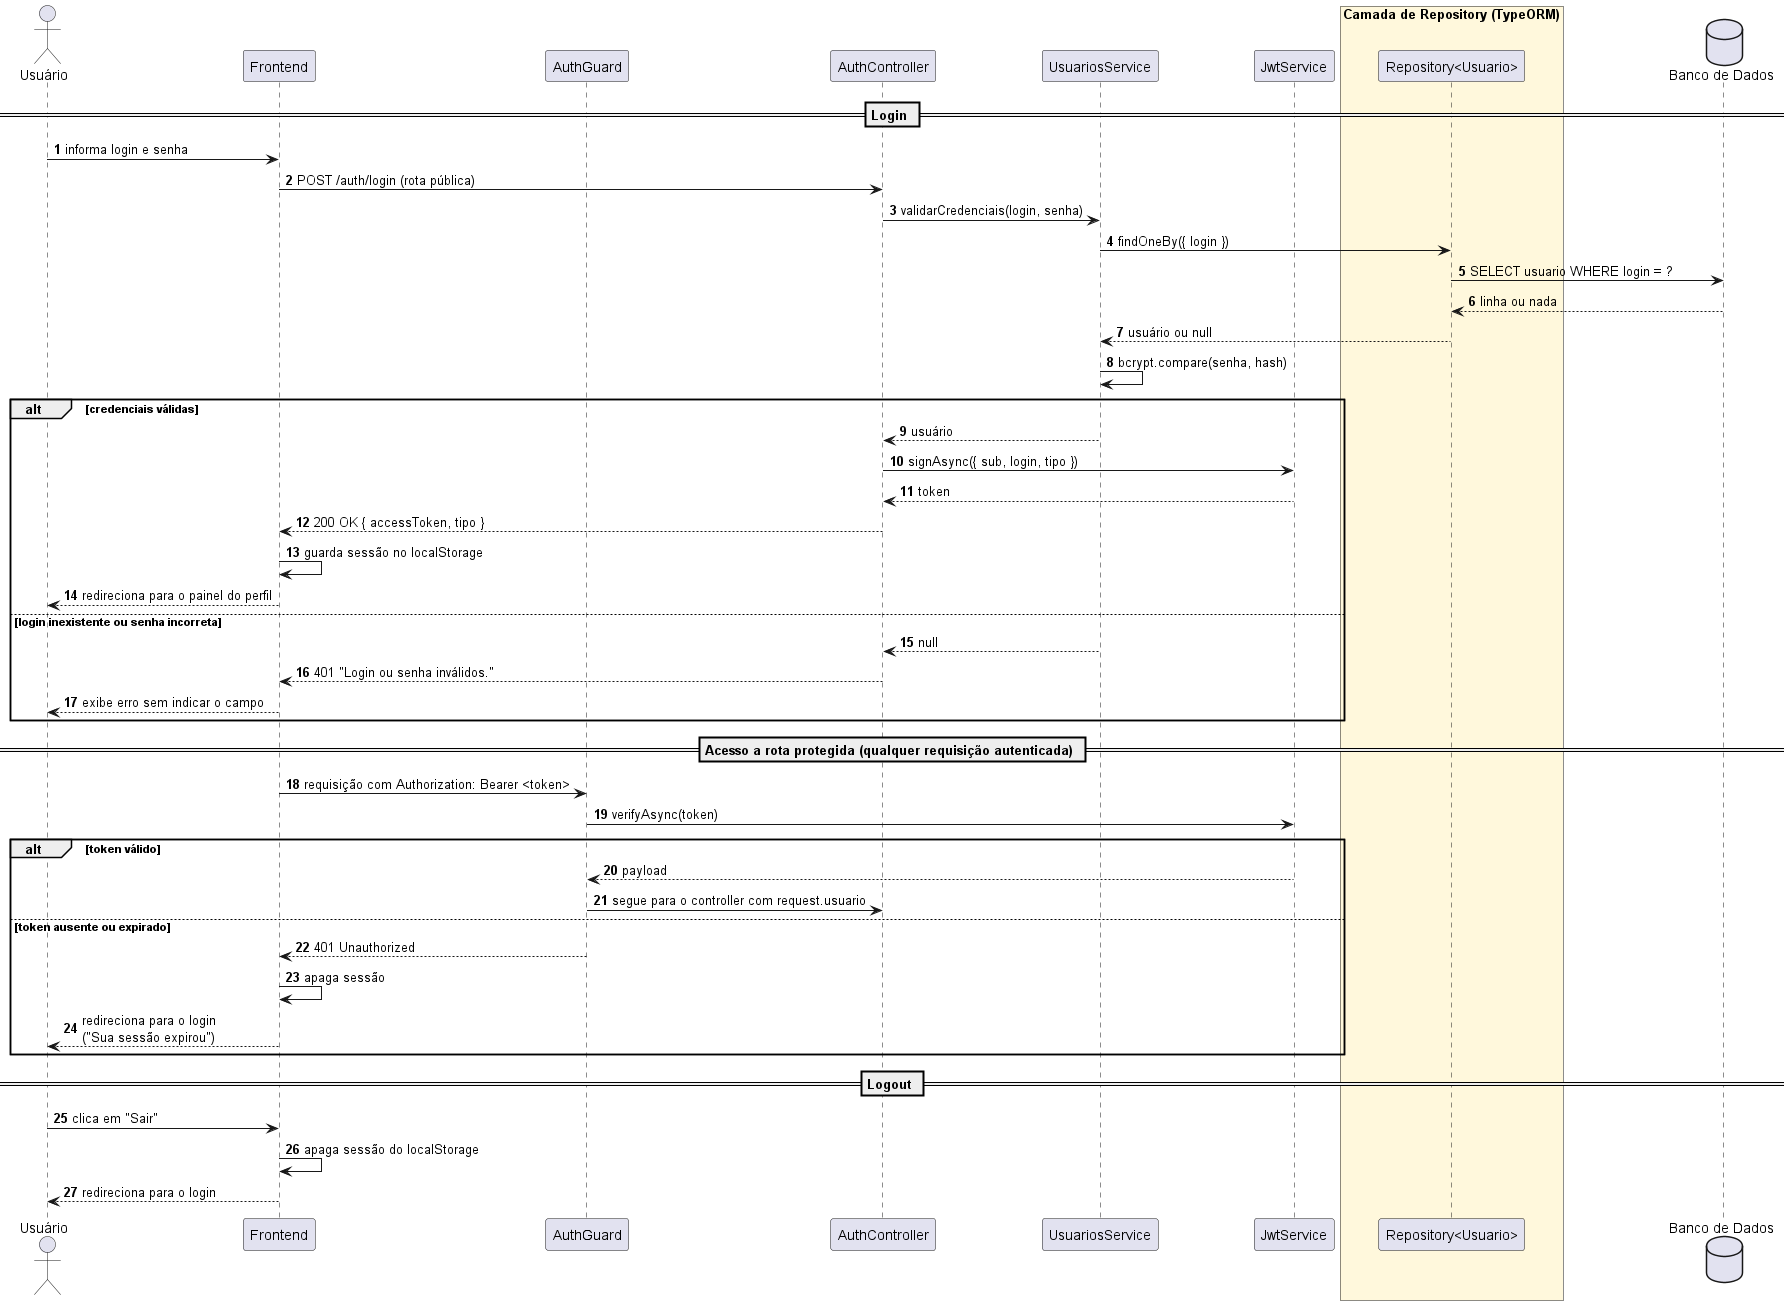 Camada de Repository (TypeORM)
Usuário
Frontend
AuthGuard
AuthController
UsuariosService
JwtService
Repository<Usuario>
Banco de Dados
Login
1 informa login e senha
2 POST /auth/login (rota pública)
3 validarCredenciais(login, senha)
4 findOneBy({ login })
5 SELECT usuario WHERE login = ?
6 linha ou nada
7 usuário ou null
8 bcrypt.compare(senha, hash)
alt [credenciais válidas]
9 usuário
10 signAsync({ sub, login, tipo })
11 token
12 200 OK { accessToken, tipo }
13 guarda sessão no localStorage
14 redireciona para o painel do perfil
[login inexistente ou senha incorreta]
15 null
16 401 "Login ou senha inválidos."
17 exibe erro sem indicar o campo
Acesso a rota protegida (qualquer requisição autenticada)
18 requisição com Authorization: Bearer <token>
19 verifyAsync(token)
alt [token válido]
20 payload
21 segue para o controller com request.usuario
[token ausente ou expirado]
22 401 Unauthorized
23 apaga sessão
24 redireciona para o login
("Sua sessão expirou")
Logout
25 clica em "Sair"
26 apaga sessão do localStorage
27 redireciona para o login
Usuário
Frontend
AuthGuard
AuthController
UsuariosService
JwtService
Repository<Usuario>
Banco de Dados